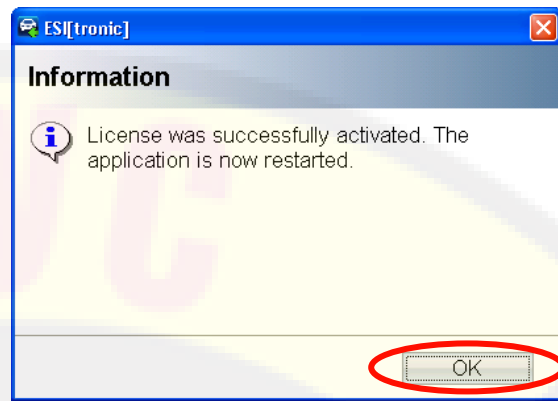 ESI[tronic]
Information
License was successfully activated. The
application is now restarted.
OK